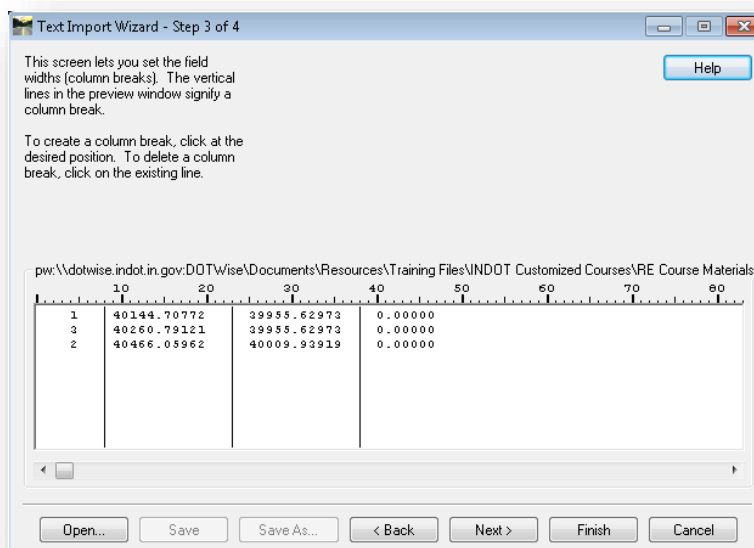 Text Import Wizard - Step 3 of 4
This screen lets you set the field
widths (column breaks). The vertical
lines in the preview window signify a
column break.
Help
To create a column break, click at the
desired position. To delete a column
break, click on the existing line.
pw:\\dotwise.indot.in.gov:DOTWise\Documents\Resources\Training Files\INDOT Customized Courses\RE Course Materials
10 20 30 40 50 60 70 80
1 40144.70772 39955.62973 0.00000
3 40260.79121 39955.62973 0.00000
2 40466.05962 40009.93919 0.00000
Open... Save Save As... < Back Next > Finish Cancel